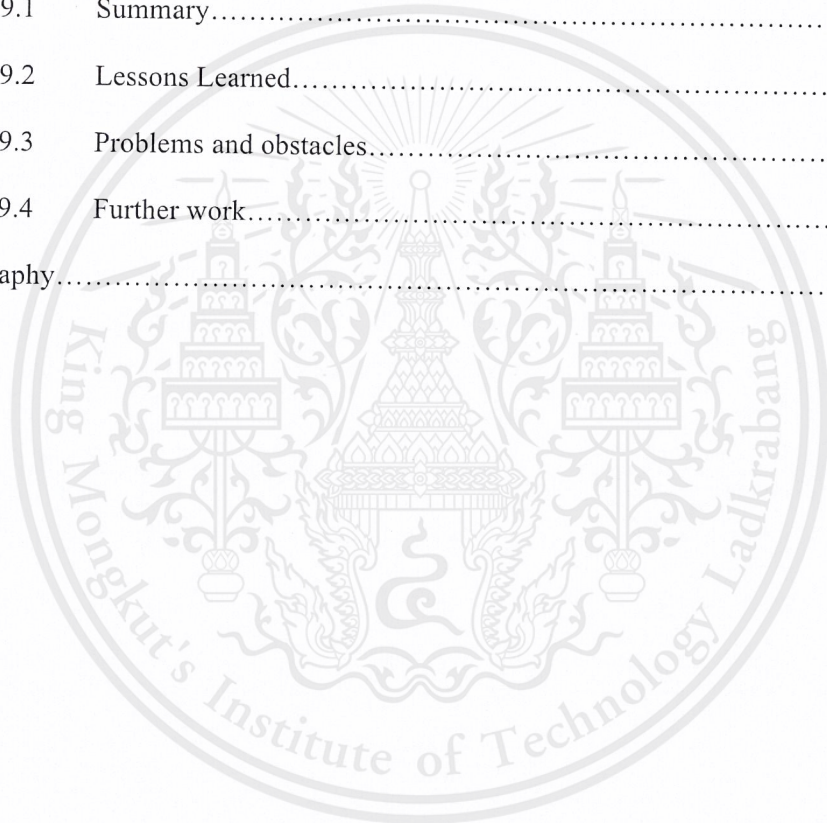 9.1 Summary
9.2 Lessons Learned
9.3 Problems and obstacles
9.4 Further work
aphy
King Mongkut's Institute of Technology Ladkrabang